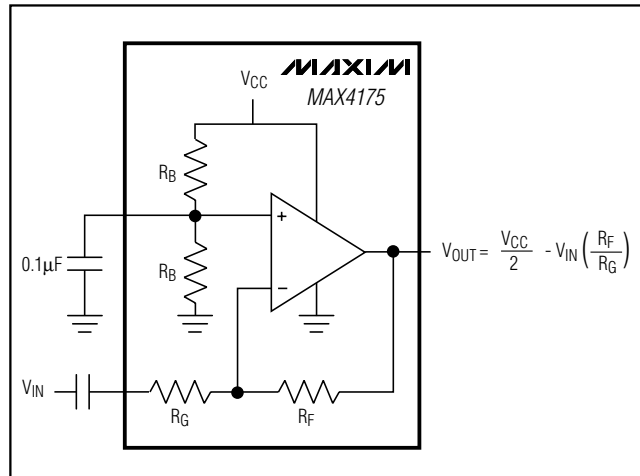 MAXIM
MAX4175
VCC
RB
RB
+
−
0.1µF
VOUT = VCC/2 - VIN (RF/RG)
VIN
RG
RF